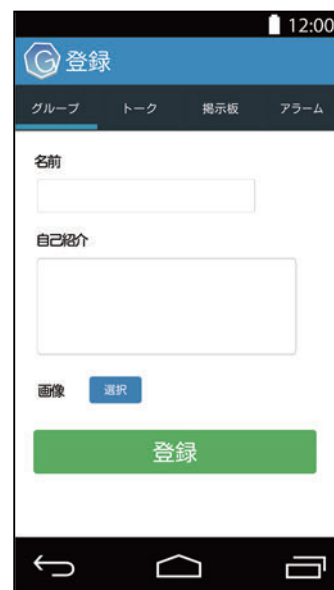 12:00
G 登録
グループ トーク 掲示板 アラーム
名前
自己紹介
画像 選択
登録